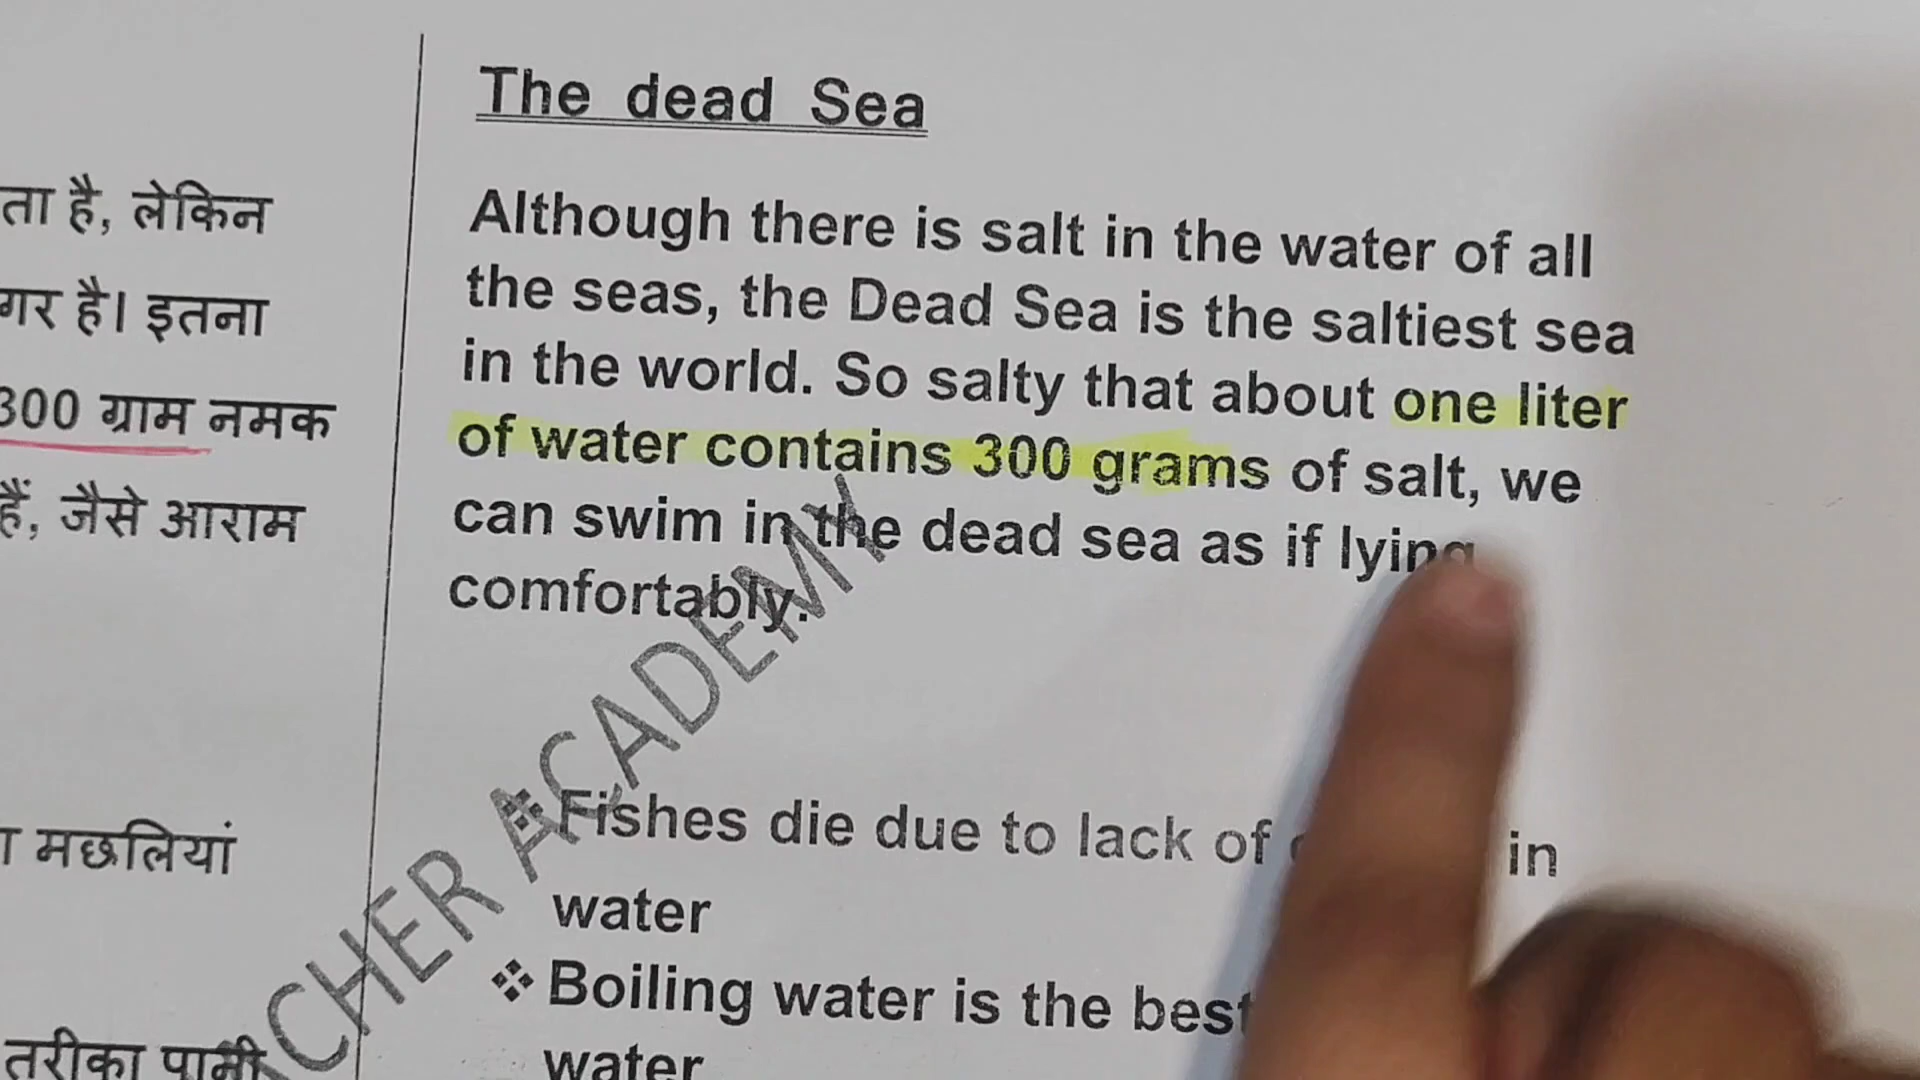 The dead Sea
Although there is salt in the water of all
the seas, the Dead Sea is the saltiest sea
in the world. So salty that about one liter
of water contains 300 grams of salt, we
can swim in the dead sea as if lying
comfortably.
Fishes die due to lack of in
water
Boiling water is the best
water
ता है, लेकिन
गर है। इतना
300 ग्राम नमक
हैं, जैसे आराम
मछलियां
तरीका पानी
ACADEMY